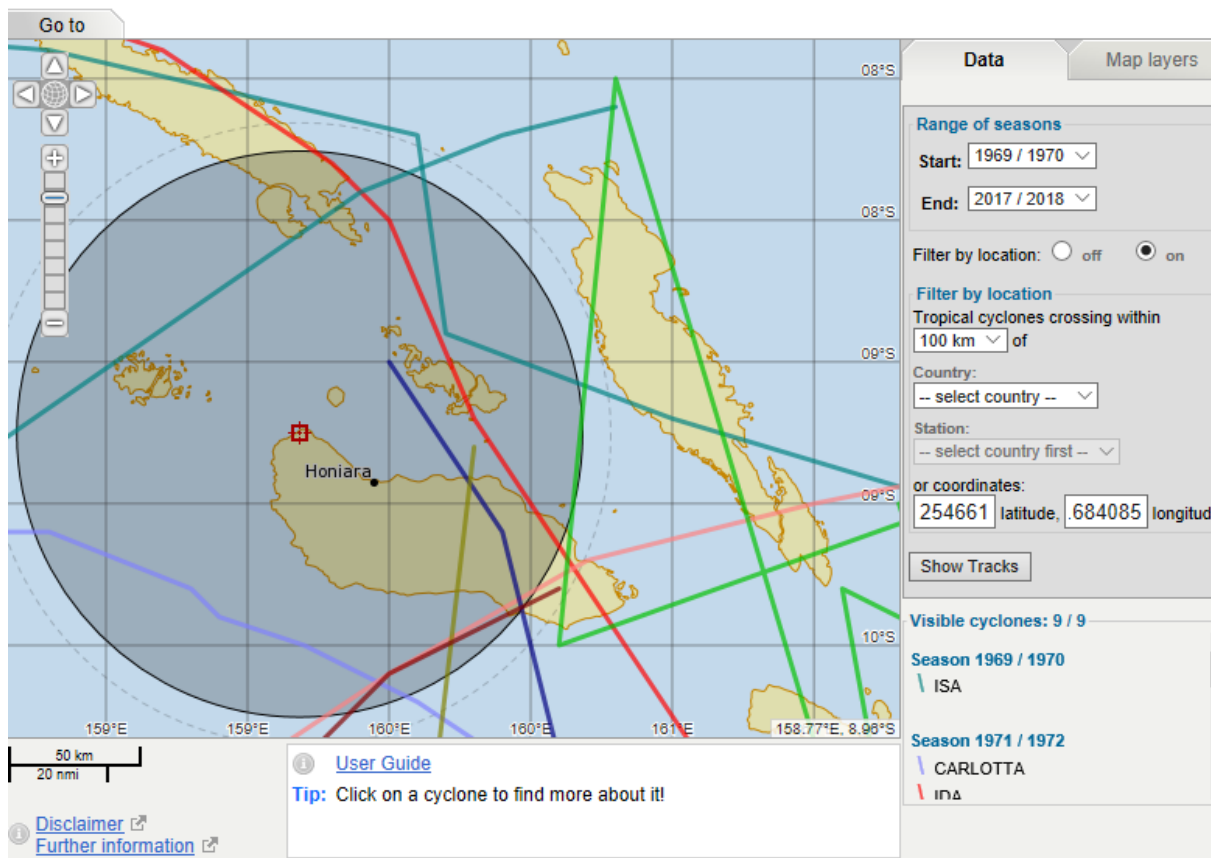 Go to
08°S
08°S
09°S
09°S
10°S
Honiara
159°E
159°E
160°E
160°E
161°E
158.77°E, 8.96°S
50 km
20 nmi
Disclaimer
Further information
User Guide
Tip: Click on a cyclone to find more about it!
Data
Map layers
Range of seasons
Start: 1969 / 1970
End: 2017 / 2018
Filter by location: off on
Filter by location
Tropical cyclones crossing within
100 km of
Country:
-- select country --
Station:
-- select country first --
or coordinates:
254661 latitude, .684085 longitud
Show Tracks
Visible cyclones: 9 / 9
Season 1969 / 1970
ISA
Season 1971 / 1972
CARLOTTA
IDA